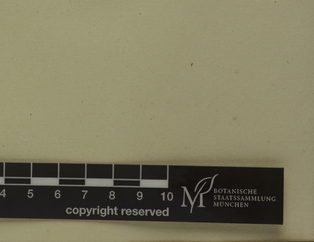 4 5 6 7 8 9 10
copyright reserved
M
BOTANISCHE
STAATSSAMMLUNG
MÜNCHEN